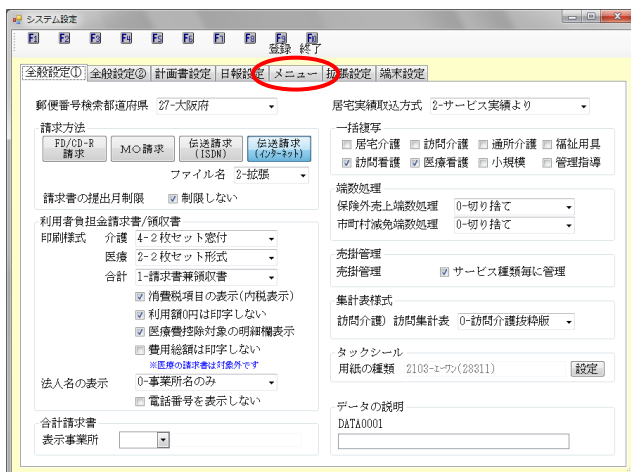 システム設定
F1 F2 F3 F4 F5 F6 F7 F8 F9 F10
登録 終了
全般設定① 全般設定② 計画書設定 日報設定 メニュー 拡張設定 端末設定
郵便番号検索都道府県 27-大阪府
請求方法
FD/CD-R
請求
MO請求
伝送請求
(ISDN)
伝送請求
(インターネット)
ファイル名 2-拡張
請求書の提出月制限 制限しない
利用者負担金請求書/領収書
印刷様式 介護 4-2枚セット窓付
医療 2-2枚セット形式
合計 1-請求書兼領収書
消費税項目の表示(内税表示)
利用額0円は印字しない
医療費控除対象の明細欄表示
費用総額は印字しない
※医療の請求書は対象外です
法人名の表示 0-事業所名のみ
電話番号を表示しない
合計請求書
表示事業所
居宅実績取込方式 2-サービス実績より
一括複写
居宅介護 訪問介護 通所介護 福祉用具
訪問看護 医療看護 小規模 管理指導
端数処理
保険外売上端数処理 0-切り捨て
市町村減免端数処理 0-切り捨て
売掛管理
売掛管理 サービス種類毎に管理
集計表様式
訪問介護) 訪問集計表 0-訪問介護抜粋版
タックシール
用紙の種類 2103-エーワン(28311) 設定
データの説明
DATA0001